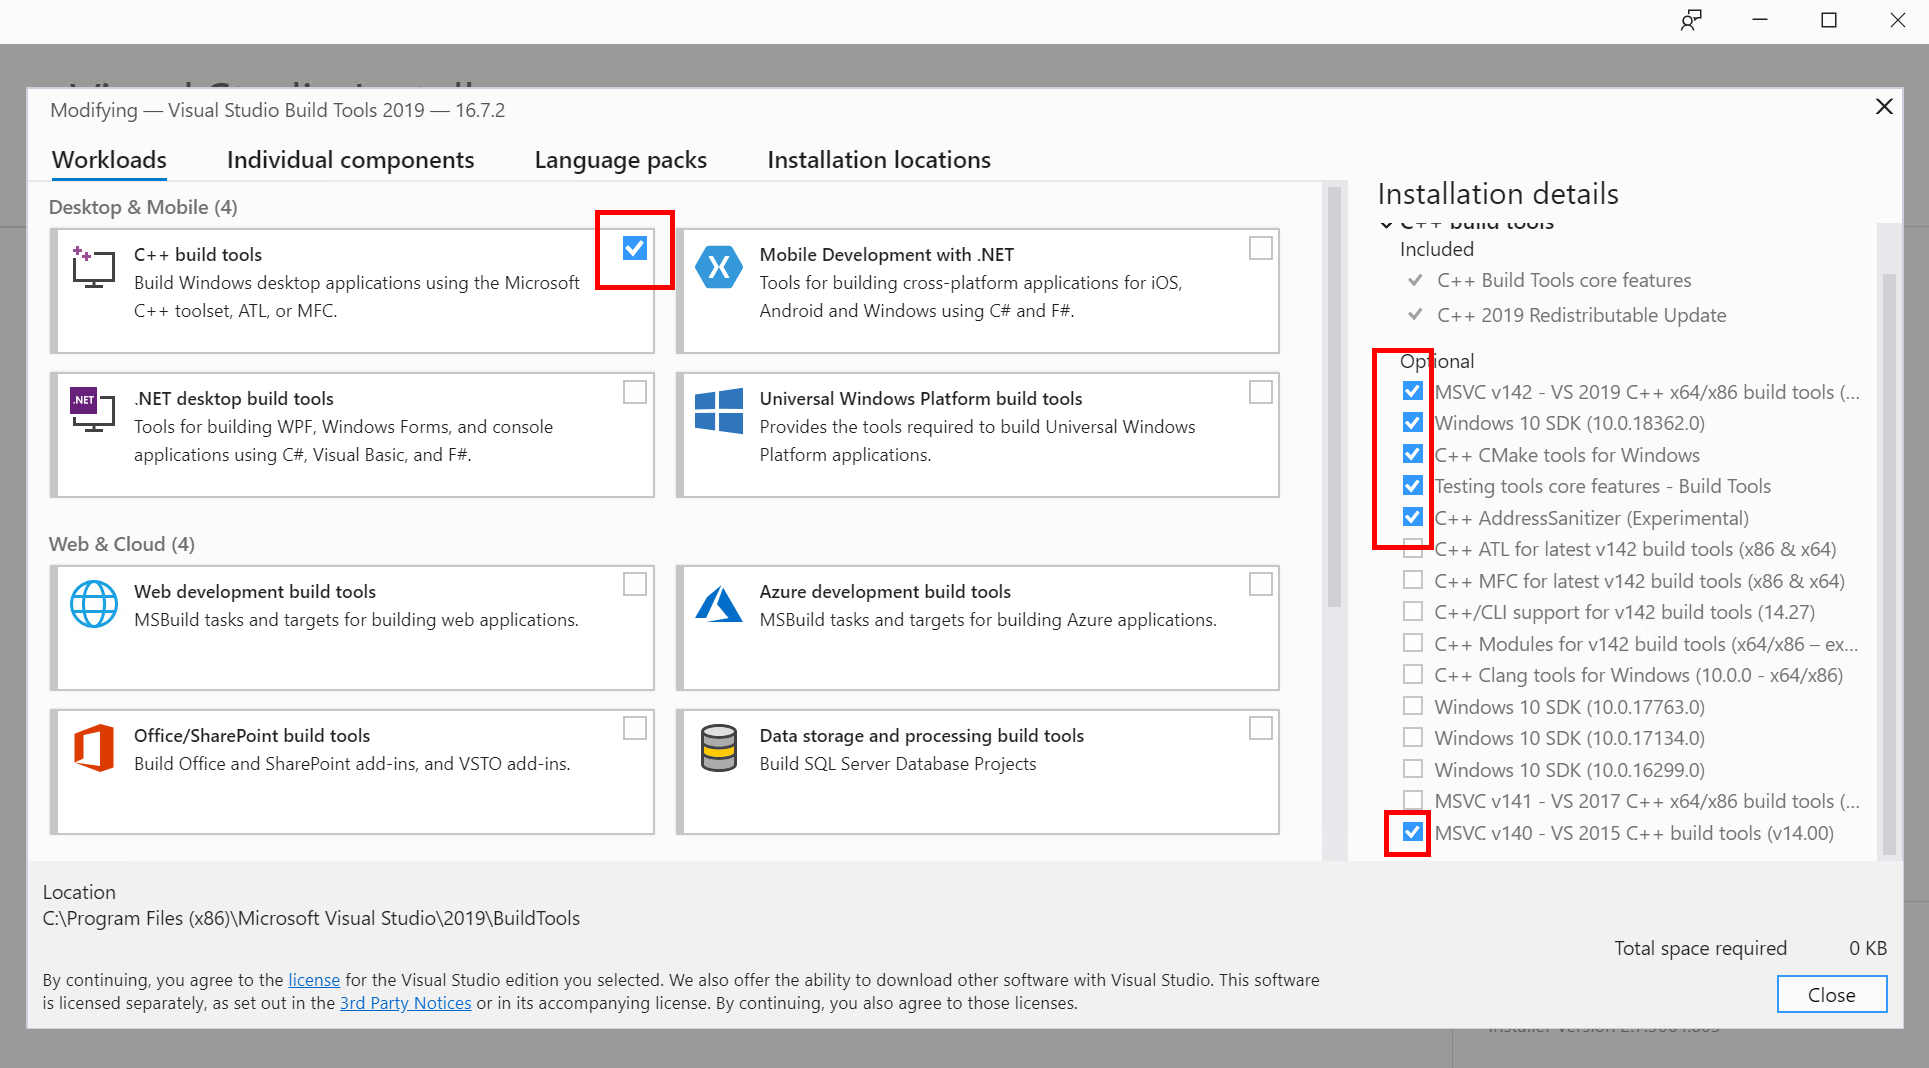 Modifying — Visual Studio Build Tools 2019 — 16.7.2
Workloads
Individual components
Language packs
Installation locations
Desktop & Mobile (4)
C++ build tools
Build Windows desktop applications using the Microsoft
C++ toolset, ATL, or MFC.
Mobile Development with .NET
Tools for building cross-platform applications for iOS,
Android and Windows using C# and F#.
.NET
.NET desktop build tools
Tools for building WPF, Windows Forms, and console
applications using C#, Visual Basic, and F#.
Universal Windows Platform build tools
Provides the tools required to build Universal Windows
Platform applications.
Web & Cloud (4)
Web development build tools
MSBuild tasks and targets for building web applications.
Azure development build tools
MSBuild tasks and targets for building Azure applications.
Office/SharePoint build tools
Build Office and SharePoint add-ins, and VSTO add-ins.
Data storage and processing build tools
Build SQL Server Database Projects
Installation details
C++ build tools
Included
C++ Build Tools core features
C++ 2019 Redistributable Update
Optional
MSVC v142 - VS 2019 C++ x64/x86 build tools (...
Windows 10 SDK (10.0.18362.0)
C++ CMake tools for Windows
Testing tools core features - Build Tools
C++ AddressSanitizer (Experimental)
C++ ATL for latest v142 build tools (x86 & x64)
C++ MFC for latest v142 build tools (x86 & x64)
C++/CLI support for v142 build tools (14.27)
C++ Modules for v142 build tools (x64/x86 – ex...
C++ Clang tools for Windows (10.0.0 - x64/x86)
Windows 10 SDK (10.0.17763.0)
Windows 10 SDK (10.0.17134.0)
Windows 10 SDK (10.0.16299.0)
MSVC v141 - VS 2017 C++ x64/x86 build tools (...
MSVC v140 - VS 2015 C++ build tools (v14.00)
Location
C:\Program Files (x86)\Microsoft Visual Studio\2019\BuildTools
Total space required 0 KB
By continuing, you agree to the license for the Visual Studio edition you selected. We also offer the ability to download other software with Visual Studio. This software
is licensed separately, as set out in the 3rd Party Notices or in its accompanying license. By continuing, you also agree to those licenses.
Close